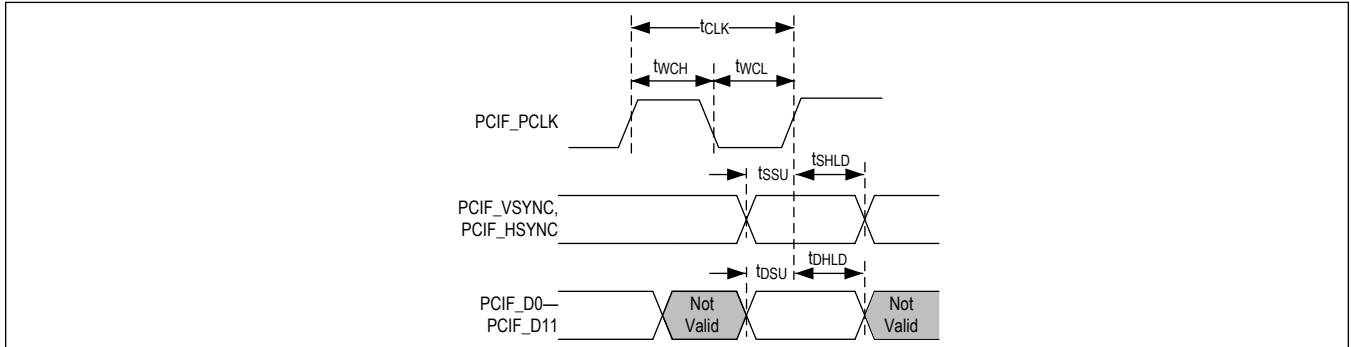 tCLK
tWCH
tWCL
PCIF_PCLK
tSSU
tSHLD
PCIF_VSYNC,
PCIF_HSYNC
tDSU
tDHLD
PCIF_D0—
PCIF_D11
Not
Valid
Not
Valid